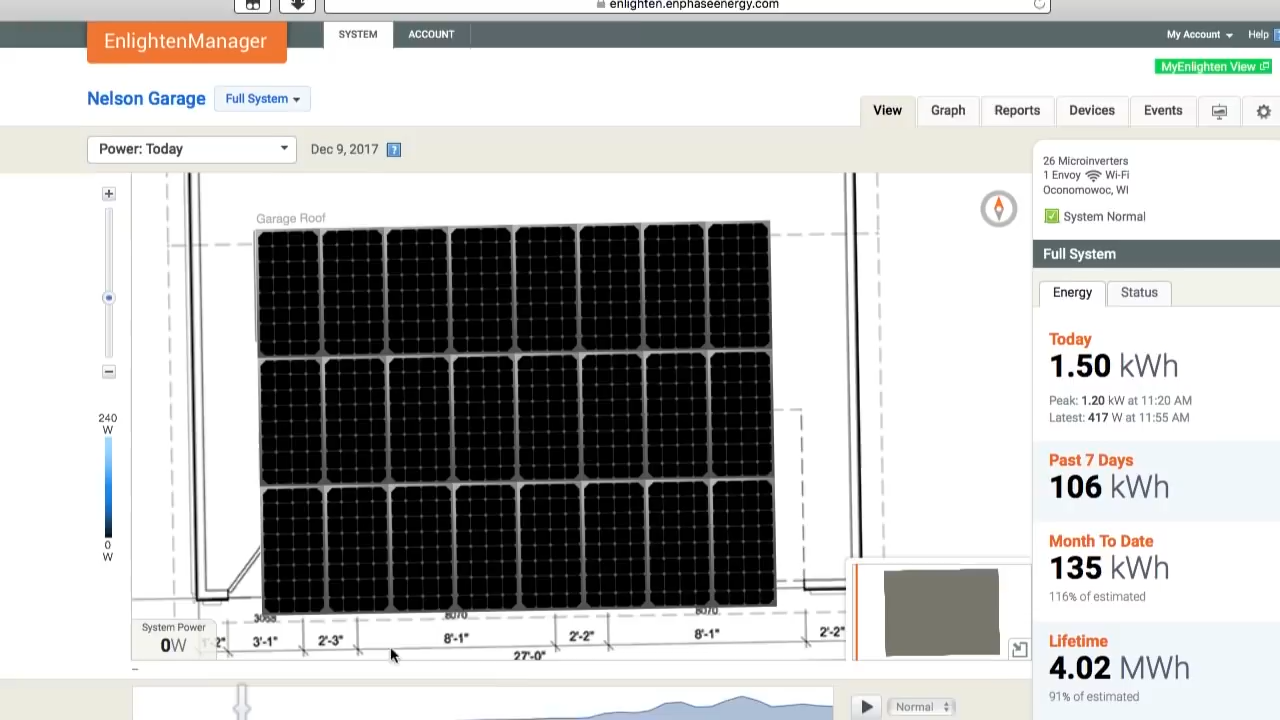 enlighten.enphaseenergy.com
EnlightenManager
SYSTEM
ACCOUNT
My Account
Help
MyEnlighten View
Nelson Garage
Full System
View
Graph
Reports
Devices
Events
Power: Today
Dec 9, 2017
?
26 Microinverters
1 Envoy Wi-Fi
Oconomowoc, WI
System Normal
Garage Roof
Full System
Energy
Status
Today
1.50 kWh
Peak: 1.20 kW at 11:20 AM
Latest: 417 W at 11:55 AM
Past 7 Days
106 kWh
Month To Date
135 kWh
116% of estimated
Lifetime
4.02 MWh
91% of estimated
240
W
0
W
System Power
0W
3'-1"
2'-3"
8'-1"
2'-2"
8'-1"
2'-2"
27'-0"
Normal